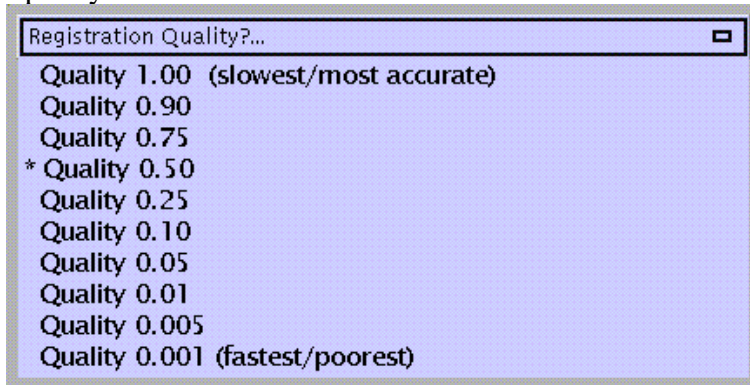 Registration Quality?...
Quality 1.00 (slowest/most accurate)
Quality 0.90
Quality 0.75
* Quality 0.50
Quality 0.25
Quality 0.10
Quality 0.05
Quality 0.01
Quality 0.005
Quality 0.001 (fastest/poorest)